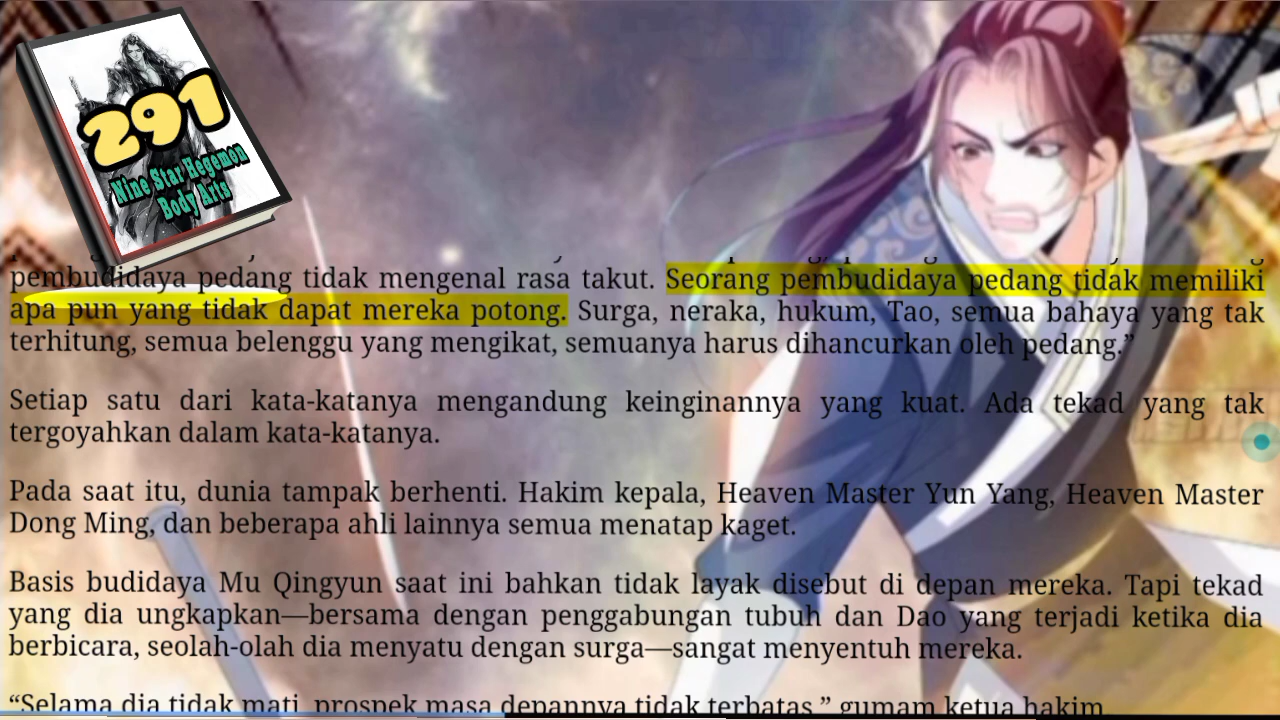 291
Nine Star Hegemon
Body Arts
pembudidaya pedang tidak mengenal rasa takut. Seorang pembudidaya pedang tidak memiliki
apa pun yang tidak dapat mereka potong. Surga, neraka, hukum, Tao, semua bahaya yang tak
terhitung, semua belenggu yang mengikat, semuanya harus dihancurkan oleh pedang.”
Setiap satu dari kata-katanya mengandung keinginannya yang kuat. Ada tekad yang tak
tergoyahkan dalam kata-katanya.
Pada saat itu, dunia tampak berhenti. Hakim kepala, Heaven Master Yun Yang, Heaven Master
Dong Ming, dan beberapa ahli lainnya semua menatap kaget.
Basis budidaya Mu Qingyun saat ini bahkan tidak layak disebut di depan mereka. Tapi tekad
yang dia ungkapkan—bersama dengan penggabungan tubuh dan Dao yang terjadi ketika dia
berbicara, seolah-olah dia menyatu dengan surga—sangat menyentuh mereka.
“Selama dia tidak mati, prospek masa depannya tidak terbatas,” gumam ketua hakim